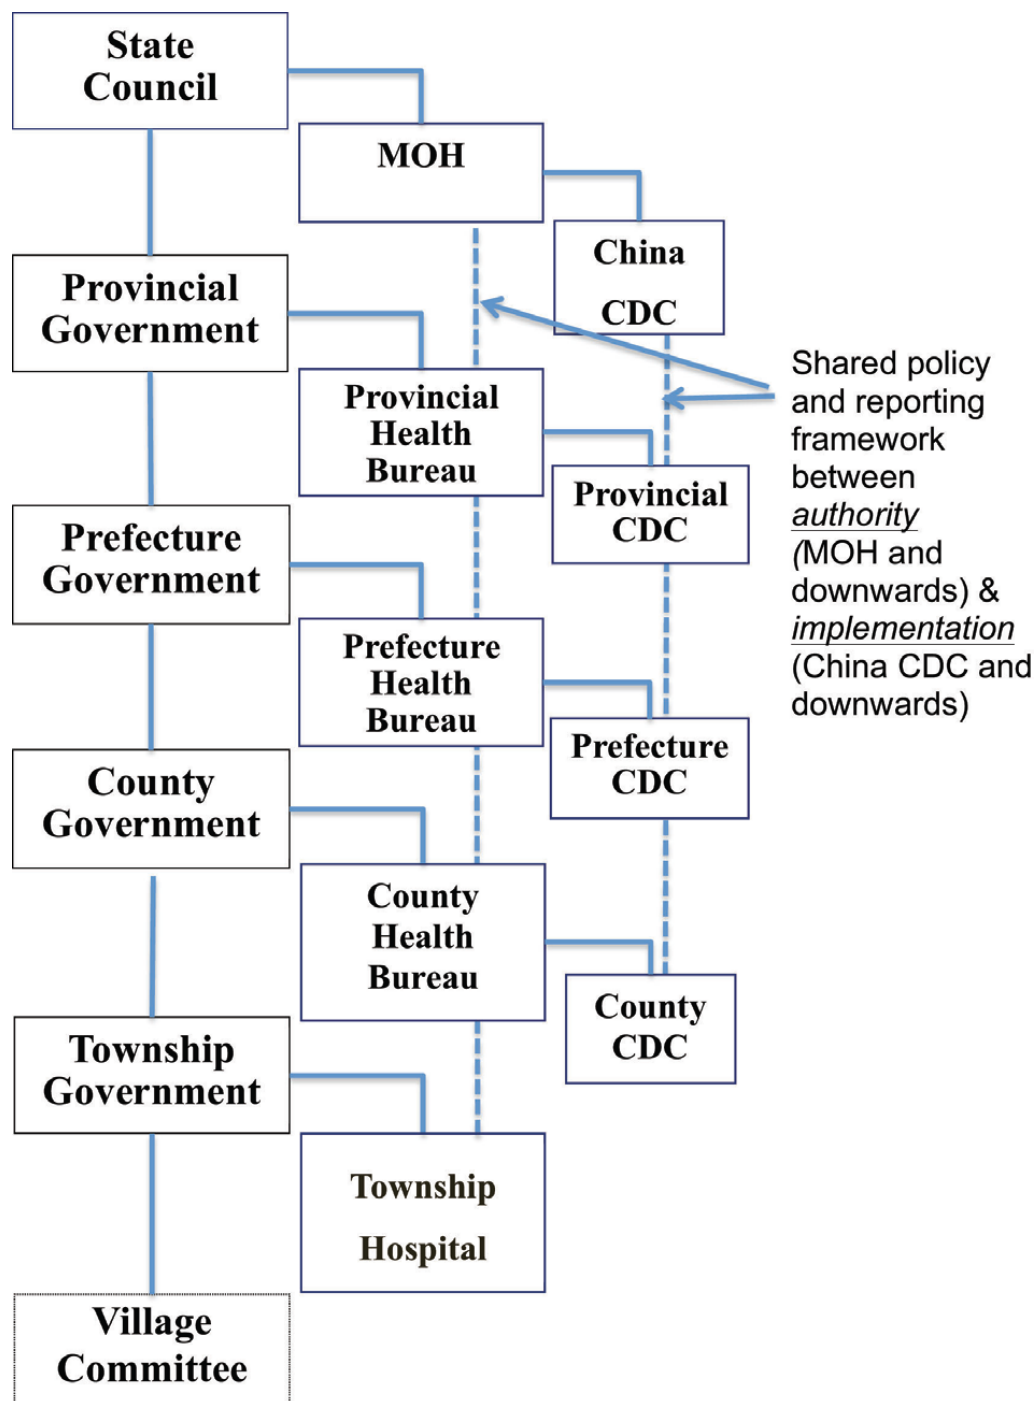 State
Council
MOH
China
CDC
Provincial
Government
Provincial
Health
Bureau
Provincial
CDC
Shared policy
and reporting
framework
between
authority
(MOH and
downwards) &
implementation
(China CDC and
downwards)
Prefecture
Government
Prefecture
Health
Bureau
Prefecture
CDC
County
Government
County
Health
Bureau
County
CDC
Township
Government
Township
Hospital
Village
Committee